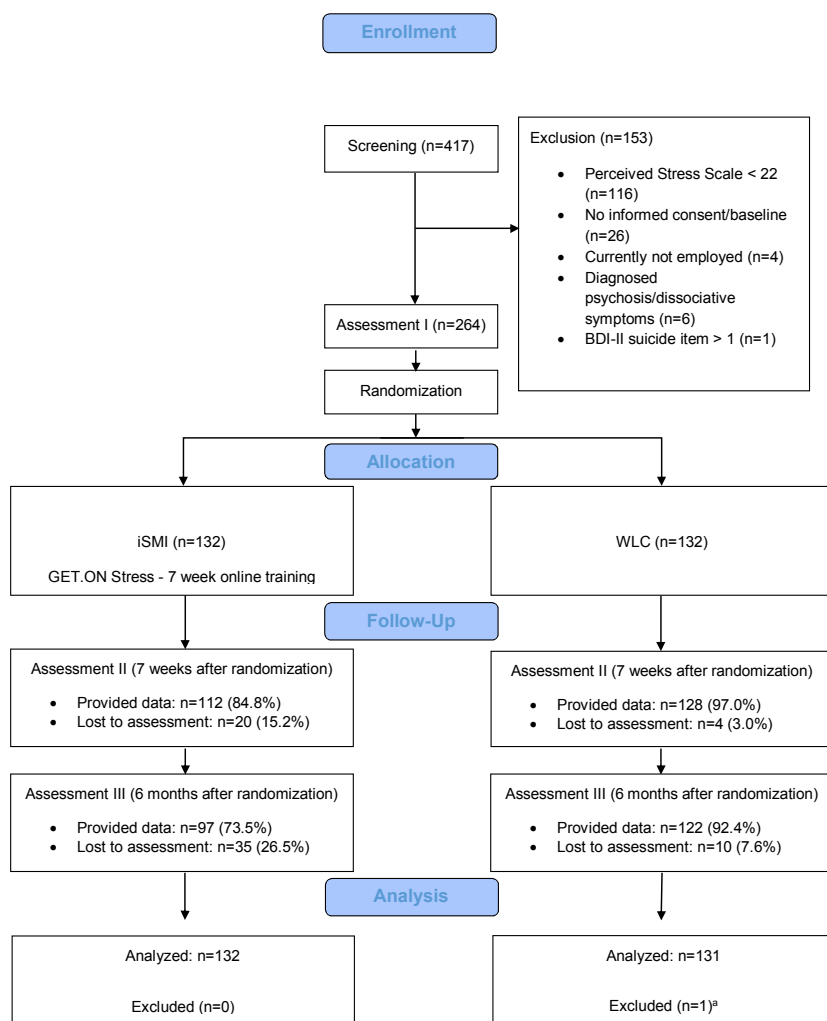 Enrollment
Screening (n=417)
Exclusion (n=153)
• Perceived Stress Scale < 22
(n=116)
• No informed consent/baseline
(n=26)
• Currently not employed (n=4)
• Diagnosed
psychosis/dissociative
symptoms (n=6)
• BDI-II suicide item > 1 (n=1)
Assessment I (n=264)
Randomization
Allocation
iSMI (n=132)
GET.ON Stress - 7 week online training
WLC (n=132)
Follow-Up
Assessment II (7 weeks after randomization)
• Provided data: n=112 (84.8%)
• Lost to assessment: n=20 (15.2%)
Assessment II (7 weeks after randomization)
• Provided data: n=128 (97.0%)
• Lost to assessment: n=4 (3.0%)
Assessment III (6 months after randomization)
• Provided data: n=97 (73.5%)
• Lost to assessment: n=35 (26.5%)
Assessment III (6 months after randomization)
• Provided data: n=122 (92.4%)
• Lost to assessment: n=10 (7.6%)
Analysis
Analyzed: n=132
Excluded (n=0)
Analyzed: n=131
Excluded (n=1)ª